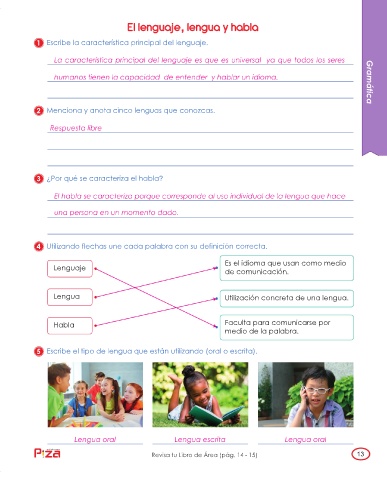 El lenguaje, lengua y habla
1 Escribe la característica principal del lenguaje.
La característica principal del lenguaje es que es universal ya que todos los seres
humanos tienen la capacidad de entender y hablar un idioma.
Gramática
2 Menciona y anota cinco lenguas que conozcas.
Respuesta libre
3 ¿Por qué se caracteriza el habla?
El habla se caracteriza porque corresponde al uso individual de la lengua que hace
una persona en un momento dado.
4 Utilizando flechas une cada palabra con su definición correcta.
Lenguaje
Es el idioma que usan como medio
de comunicación.
Lengua
Utilización concreta de una lengua.
Habla
Faculta para comunicarse por
medio de la palabra.
5 Escribe el tipo de lengua que están utilizando (oral o escrita).
Lengua oral
Lengua escrita
Lengua oral
Piza
Revisa tu Libro de Área (pág. 14 - 15)
13